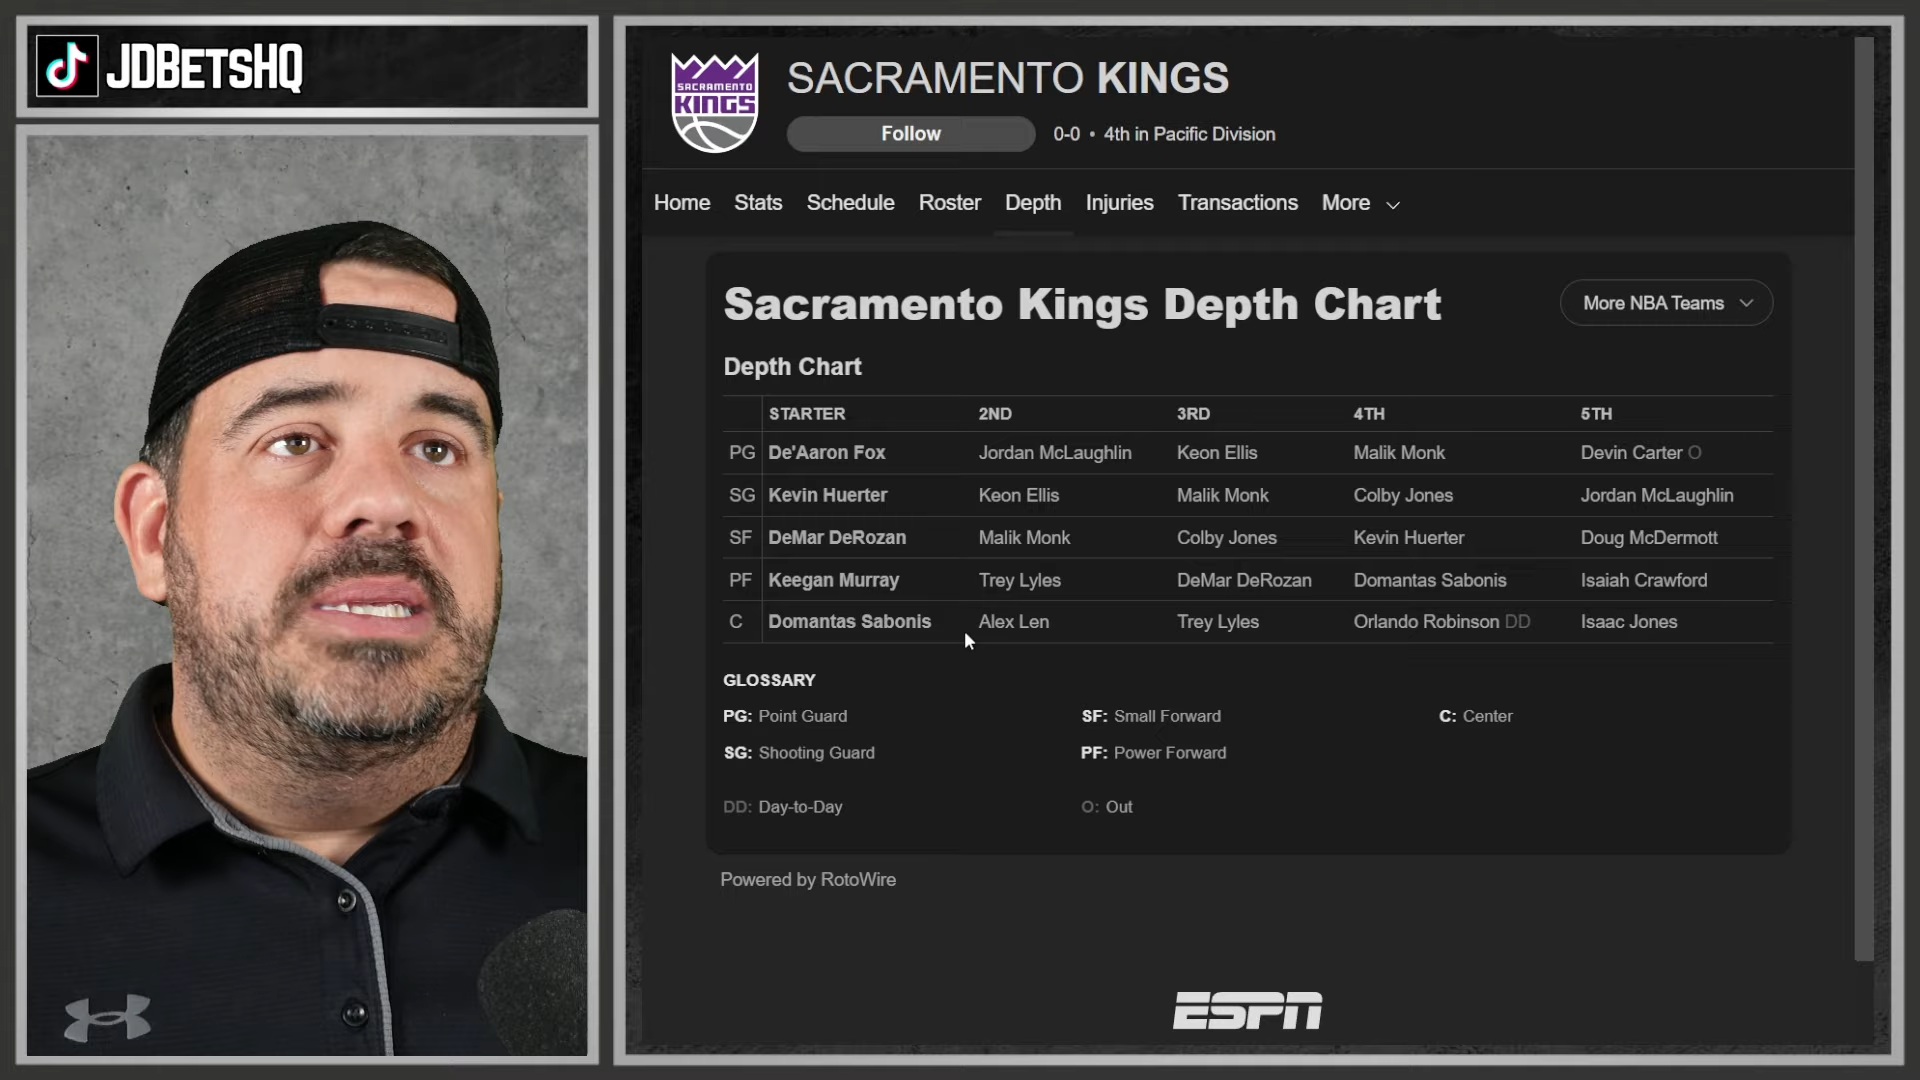 JDBETSHQ
SACRAMENTO
KINGS
SACRAMENTO KINGS
Follow
0-0 • 4th in Pacific Division
Home Stats Schedule Roster Depth Injuries Transactions More
Sacramento Kings Depth Chart
More NBA Teams
Depth Chart
STARTER 2ND 3RD 4TH 5TH
PG De'Aaron Fox Jordan McLaughlin Keon Ellis Malik Monk Devin Carter O
SG Kevin Huerter Keon Ellis Malik Monk Colby Jones Jordan McLaughlin
SF DeMar DeRozan Malik Monk Colby Jones Kevin Huerter Doug McDermott
PF Keegan Murray Trey Lyles DeMar DeRozan Domantas Sabonis Isaiah Crawford
C Domantas Sabonis Alex Len Trey Lyles Orlando Robinson DD Isaac Jones
GLOSSARY
PG: Point Guard SF: Small Forward C: Center
SG: Shooting Guard PF: Power Forward
DD: Day-to-Day O: Out
Powered by RotoWire
ESPN